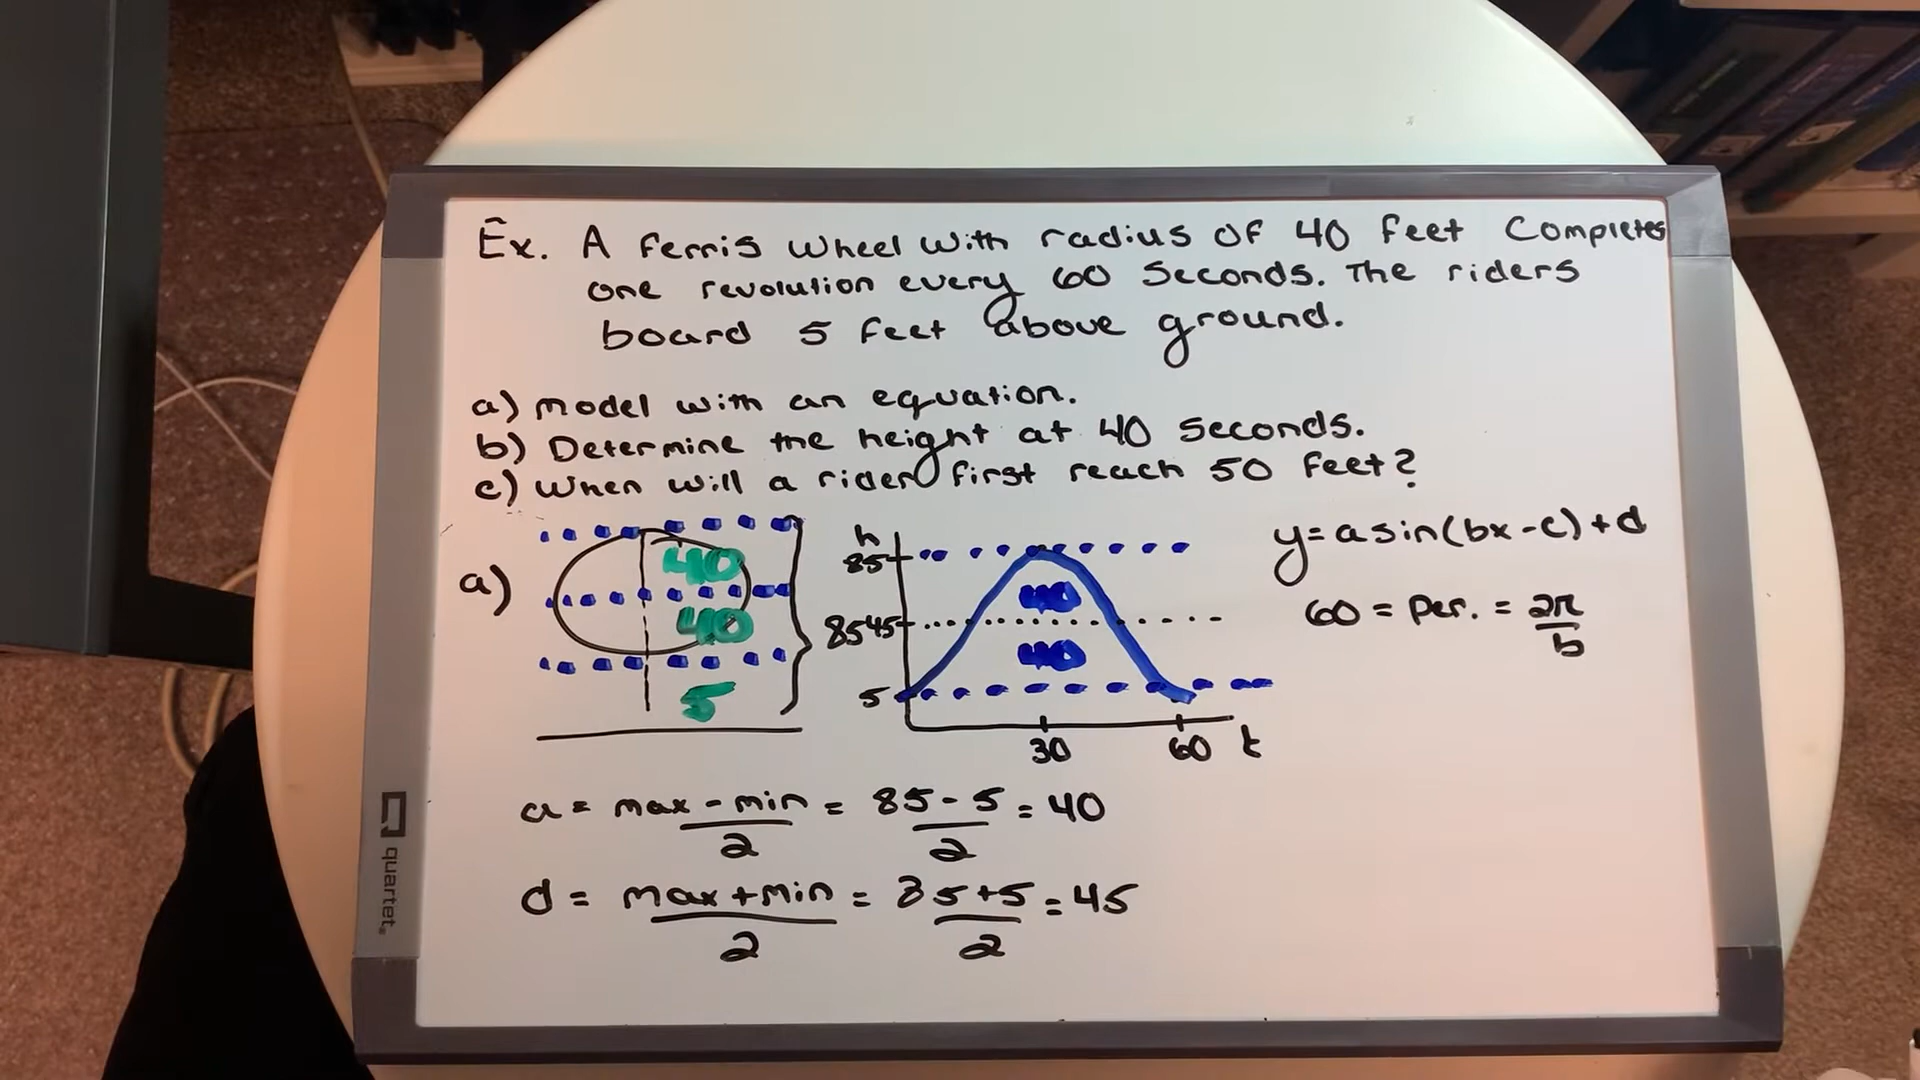 Ex. A Ferris Wheel With radius OF 40 feet Completes
one revolution every 60 Seconds. The riders
board 5 feet above ground.
a) model with an equation.
b) Determine the height at 40 seconds.
c) When will a rider first reach 50 feet?
a)
40
40
5
h
85
8545
5
40
40
30 60 t
y=a sin(bx-c)+d
60 = Per. = 2π/b
a = max-min/2 = 85-5/2 = 40
d = max+min/2 = 85+5/2 = 45
quartet